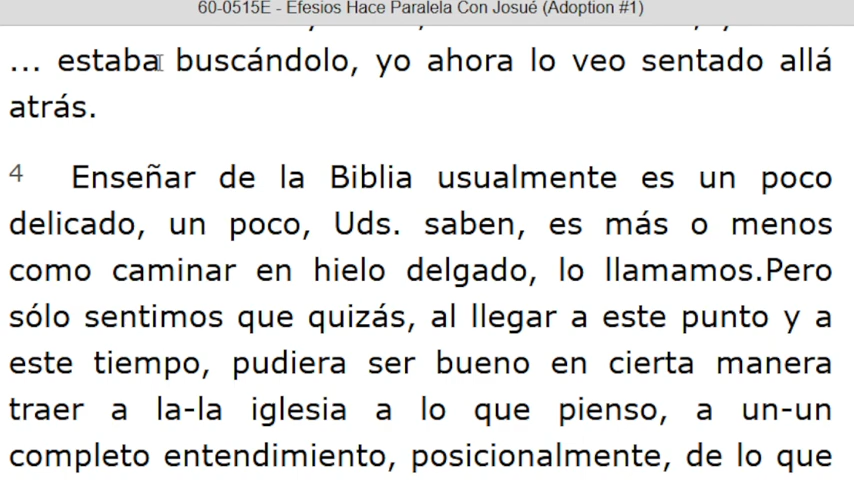 60-0515E - Efesios Hace Paralela Con Josué (Adoption #1)
... estaba buscándolo, yo ahora lo veo sentado allá
atrás.
4 Enseñar de la Biblia usualmente es un poco
delicado, un poco, Uds. saben, es más o menos
como caminar en hielo delgado, lo llamamos.Pero
sólo sentimos que quizás, al llegar a este punto y a
este tiempo, pudiera ser bueno en cierta manera
traer a la-la iglesia a lo que pienso, a un-un
completo entendimiento, posicionalmente, de lo que